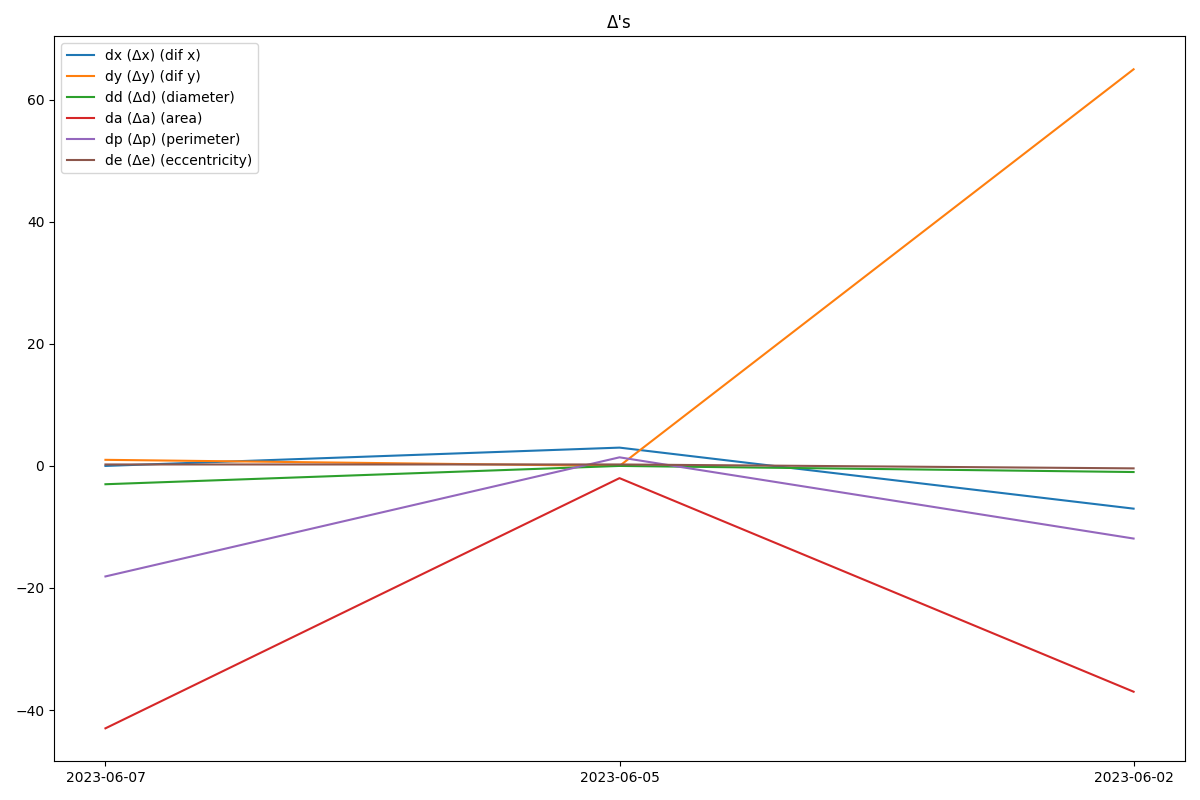 Δ's
dx (Δx) (dif x)
dy (Δy) (dif y)
dd (Δd) (diameter)
da (Δa) (area)
dp (Δp) (perimeter)
de (Δe) (eccentricity)
60
40
20
0
−20
−40
2023-06-07 2023-06-05 2023-06-02